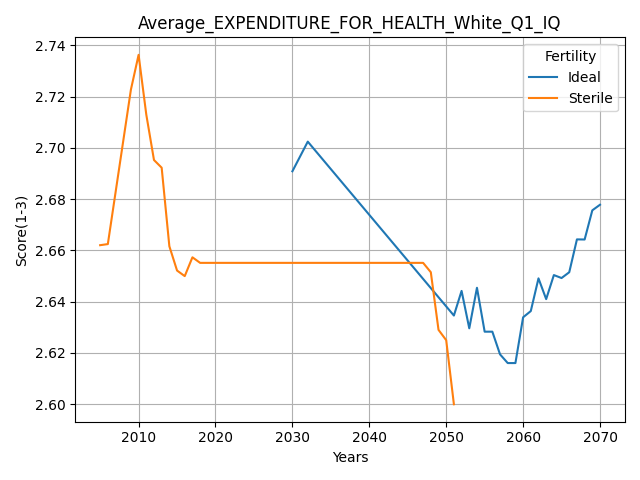 Average_EXPENDITURE_FOR_HEALTH_White_Q1_IQ
Fertility
Ideal
Sterile
Score(1-3)
2.74
2.72
2.70
2.68
2.66
2.64
2.62
2.60
2010 2020 2030 2040 2050 2060 2070
Years